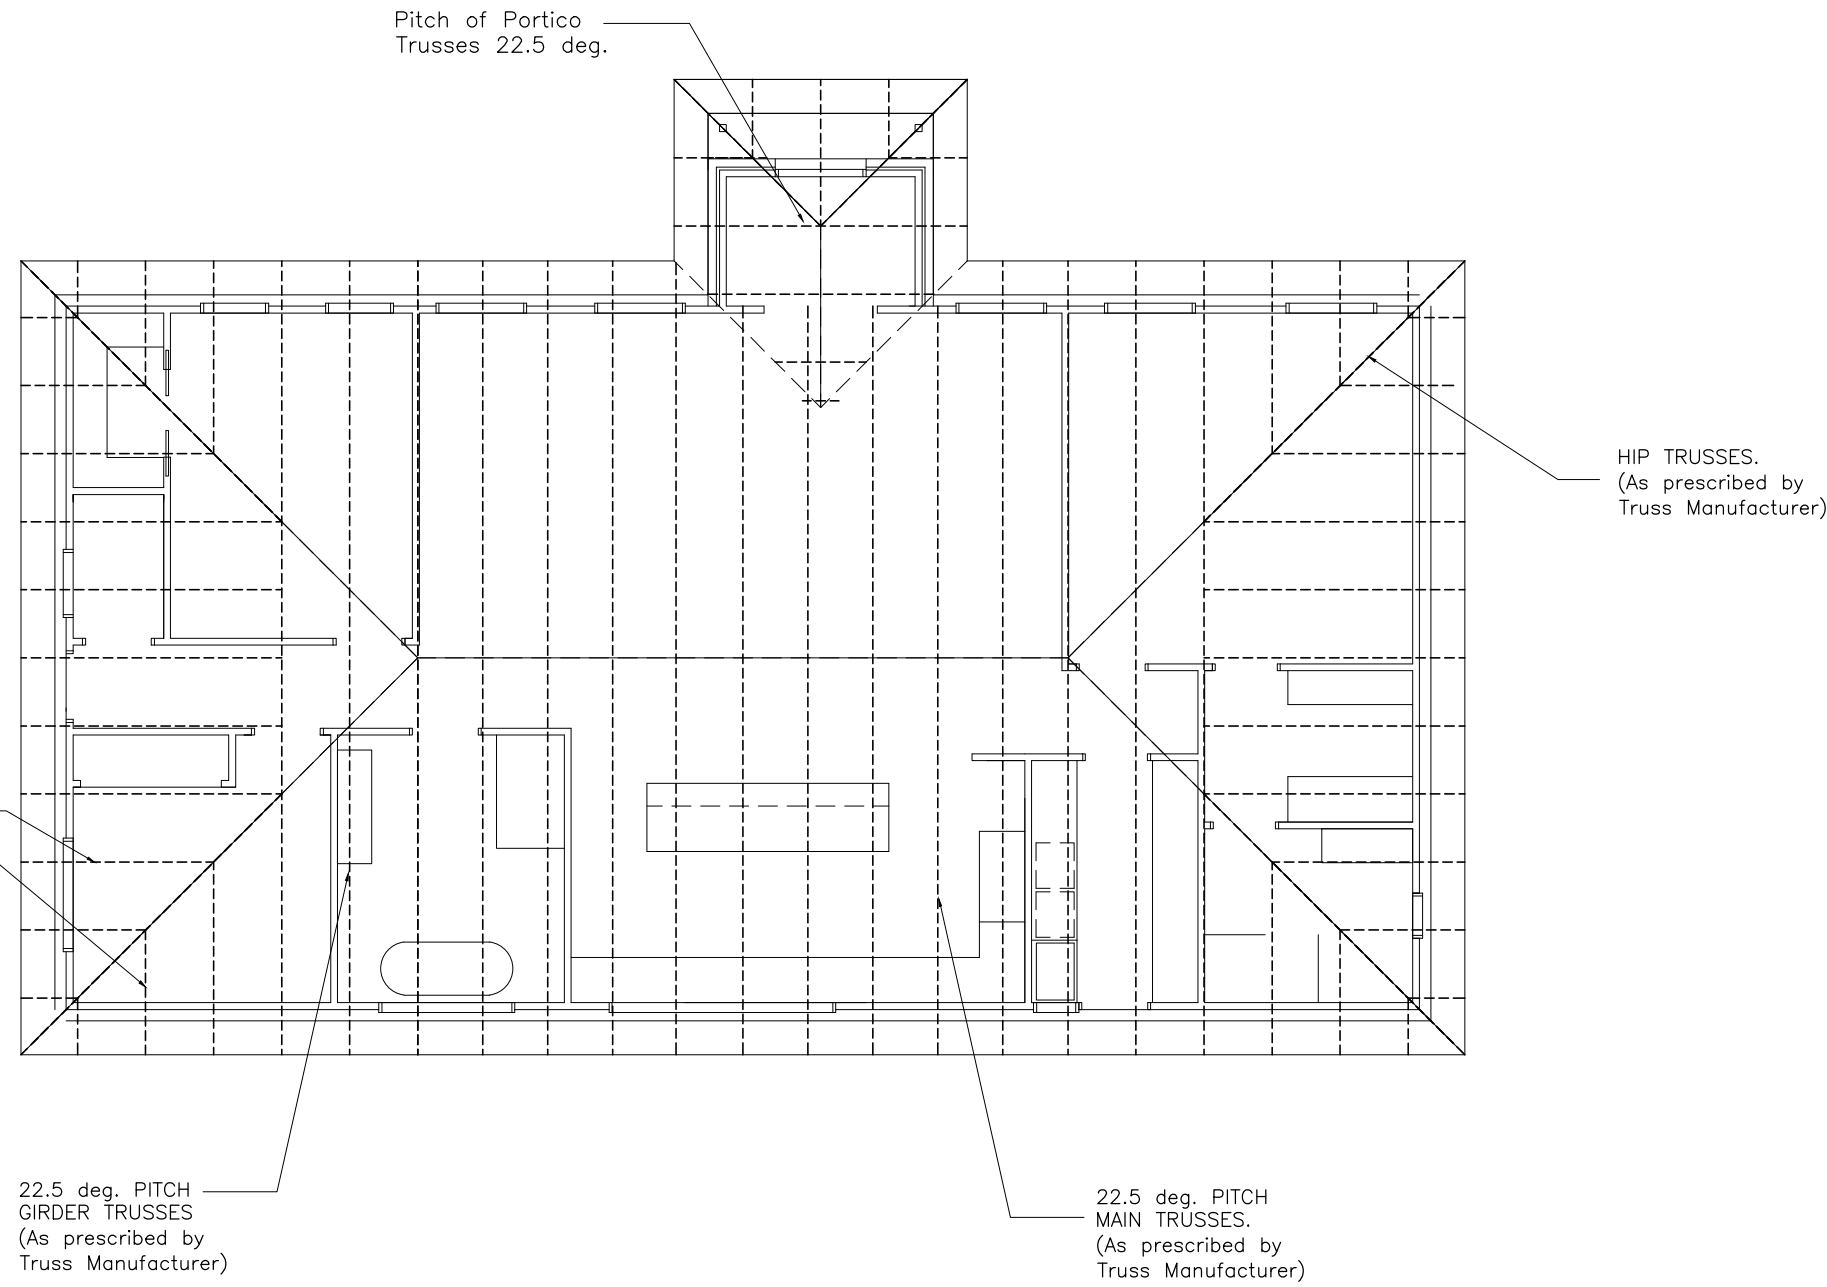 Pitch of Portico
Trusses 22.5 deg.
HIP TRUSSES.
(As prescribed by
Truss Manufacturer)
22.5 deg. PITCH
GIRDER TRUSSES
(As prescribed by
Truss Manufacturer)
22.5 deg. PITCH
MAIN TRUSSES.
(As prescribed by
Truss Manufacturer)